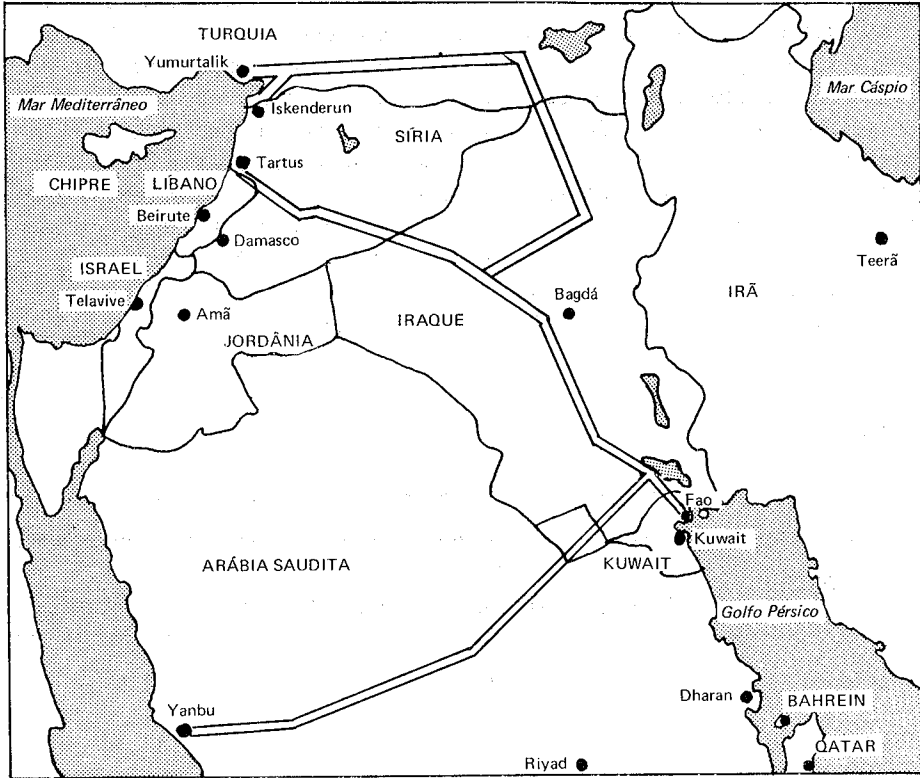 TURQUIA
Yumurtalik
Mar Mediterrâneo
Mar Cáspio
Iskenderun
SÍRIA
Tartus
CHIPRE
LÍBANO
Beirute
Damasco
Teerã
ISRAEL
Telavive
Amã
IRAQUE
Bagdá
IRÃ
JORDÂNIA
Fao
Kuwait
KUWAIT
ARÁBIA SAUDITA
Golfo Pérsico
Yanbu
Dharan
BAHREIN
QATAR
Riyad